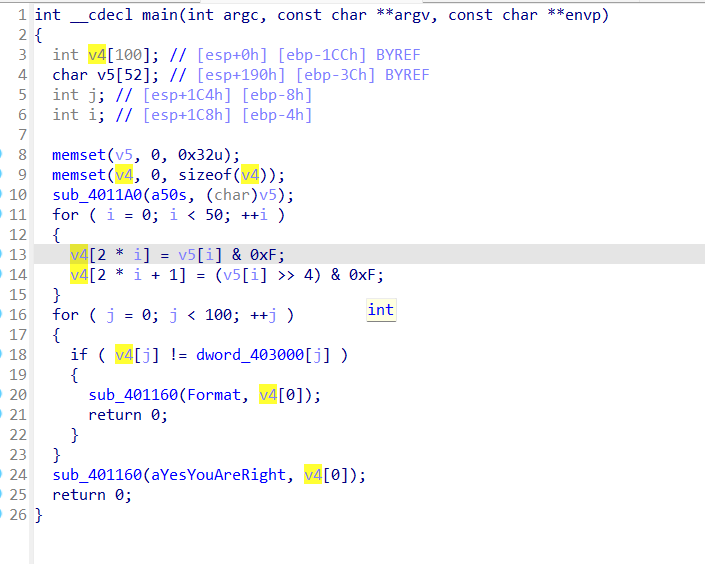 1 int __cdecl main(int argc, const char **argv, const char **envp)
2 {
3   int v4[100]; // [esp+0h] [ebp-1CCh] BYREF
4   char v5[52]; // [esp+190h] [ebp-3Ch] BYREF
5   int j; // [esp+1C4h] [ebp-8h]
6   int i; // [esp+1C8h] [ebp-4h]
7
8   memset(v5, 0, 0x32u);
9   memset(v4, 0, sizeof(v4));
10   sub_4011A0(a50s, (char)v5);
11   for ( i = 0; i < 50; ++i )
12   {
13     v4[2 * i] = v5[i] & 0xF;
14     v4[2 * i + 1] = (v5[i] >> 4) & 0xF;
15   }
16   for ( j = 0; j < 100; ++j )
int
17   {
18     if ( v4[j] != dword_403000[j] )
19     {
20       sub_401160(Format, v4[0]);
21       return 0;
22     }
23   }
24   sub_401160(aYesYouAreRight, v4[0]);
25   return 0;
26 }